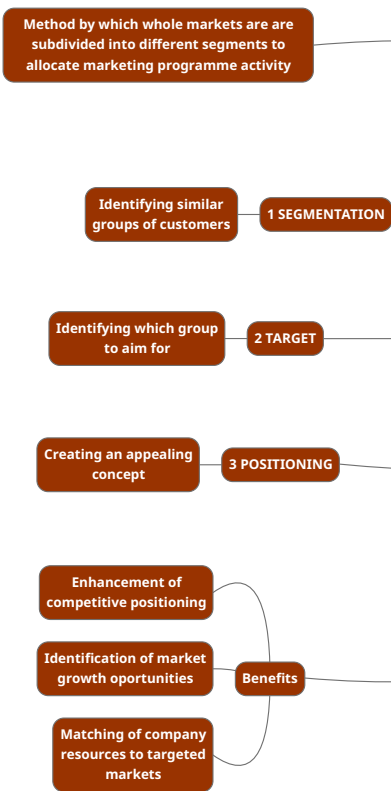 Method by which whole markets are are
subdivided into different segments to
allocate marketing programme activity
Identifying similar
groups of customers
1 SEGMENTATION
Identifying which group
to aim for
2 TARGET
Creating an appealing
concept
3 POSITIONING
Enhancement of
competitive positioning
Identification of market
growth oportunities
Benefits
Matching of company
resources to targeted
markets